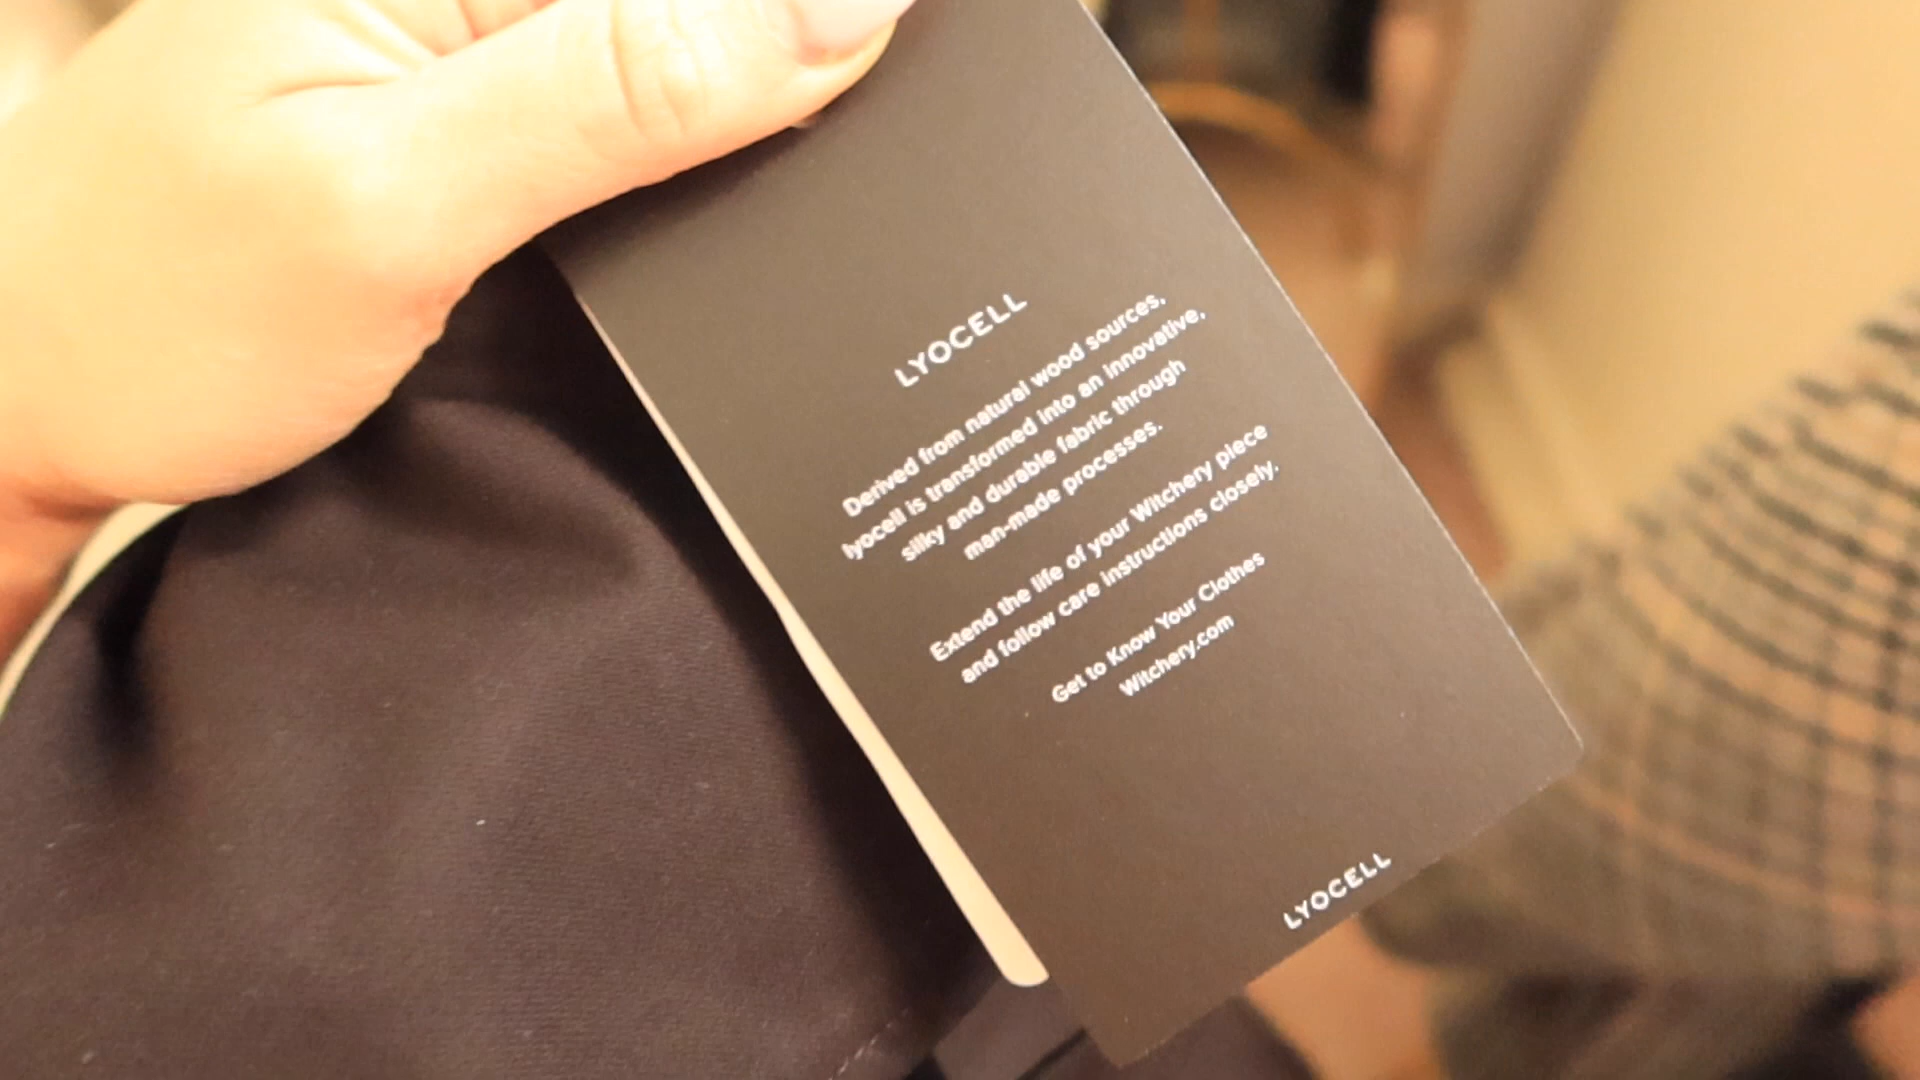 LYOCELL
Derived from natural wood sources,
lyocell is transformed into an innovative,
silky and durable fabric through
man-made processes.
Extend the life of your Witchery piece
and follow care instructions closely.
Get to Know Your Clothes
Witchery.com
LYOCELL